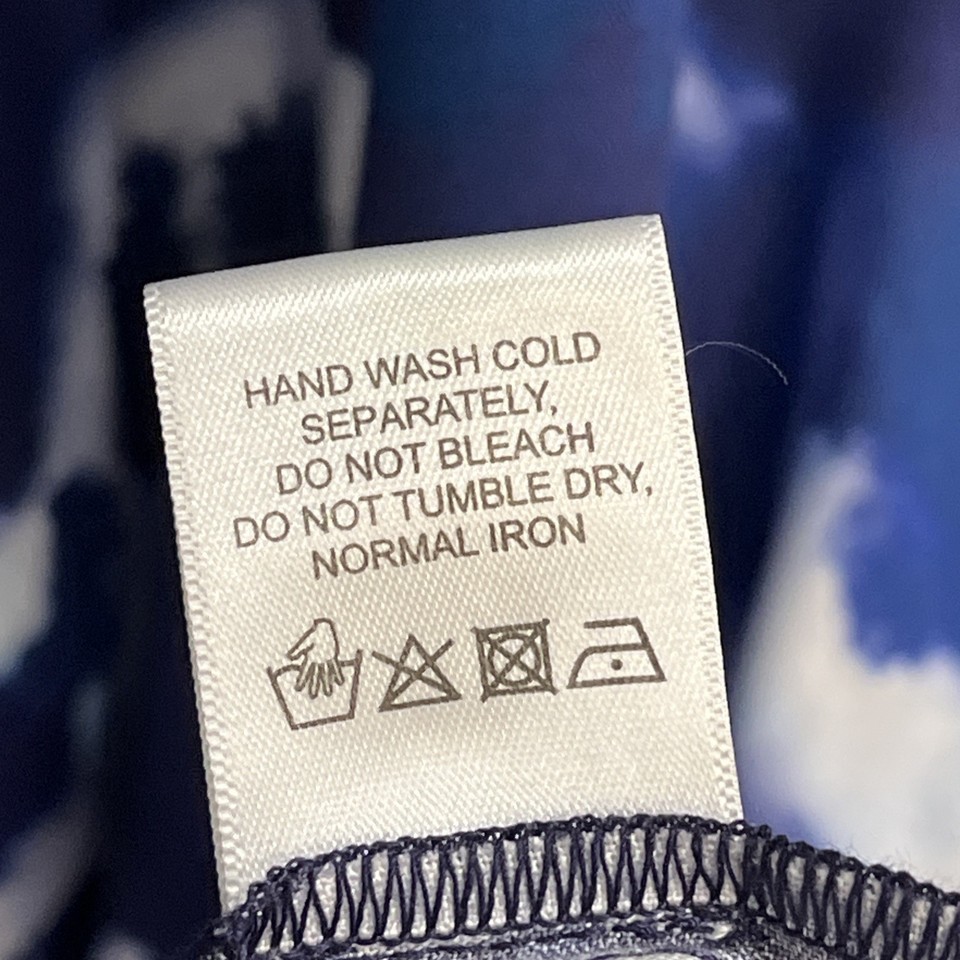 HAND WASH COLD
SEPARATELY,
DO NOT BLEACH
DO NOT TUMBLE DRY,
NORMAL IRON